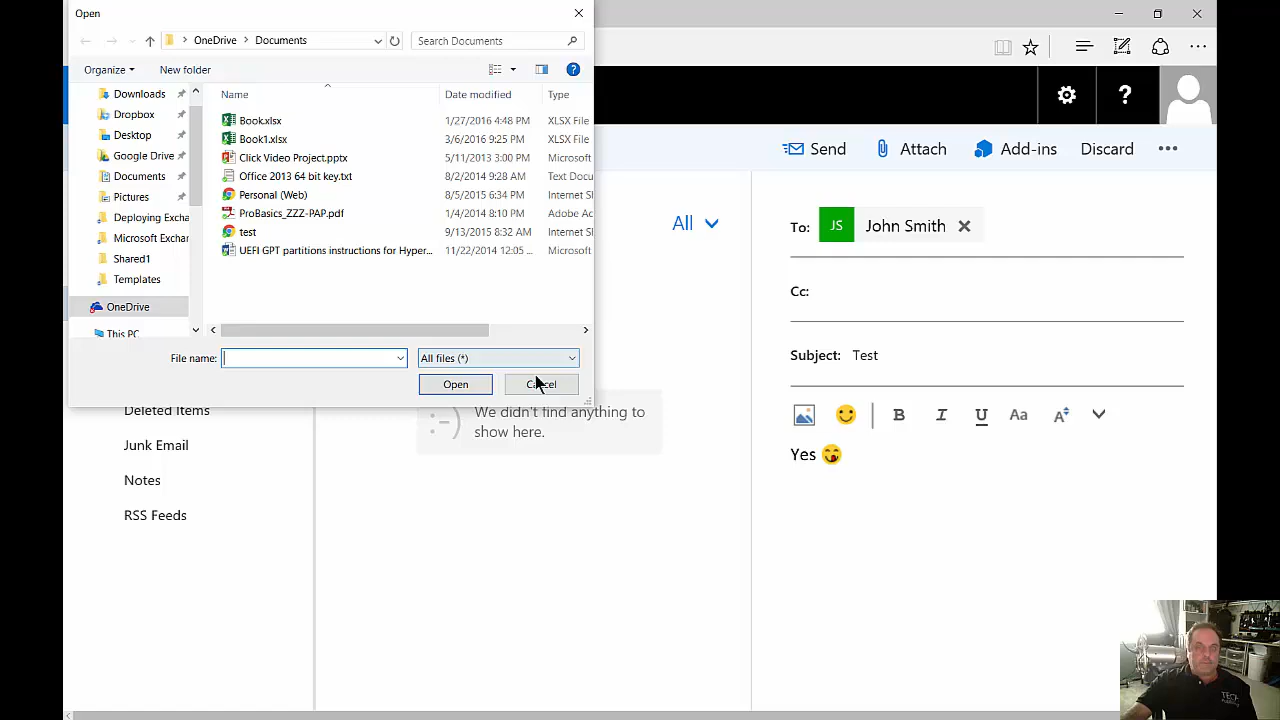 Open
OneDrive > Documents
Search Documents
Organize
New folder
Name
Date modified
Type
Downloads
Dropbox
Desktop
Google Drive
Documents
Pictures
Deploying Excha
Microsoft Exchan
Shared1
Templates
OneDrive
This PC
Book.xlsx 1/27/2016 4:48 PM XLSX File
Book1.xlsx 3/6/2016 9:25 PM XLSX File
Click Video Project.pptx 5/11/2013 3:00 PM Microsoft
Office 2013 64 bit key.txt 8/2/2014 9:28 AM Text Docu
Personal (Web) 8/5/2015 6:34 PM Internet Sh
ProBasics_ZZZ-PAP.pdf 1/4/2014 8:10 PM Adobe Ac
test 9/13/2015 8:32 AM Internet Sh
UEFI GPT partitions instructions for Hyper... 11/22/2014 12:05 ... Microsoft
File name:
All files (*)
Open
Cancel
Deleted Items
Junk Email
Notes
RSS Feeds
All
We didn't find anything to
show here.
:-)
?
Send
Attach
Add-ins
Discard
To: JS John Smith
Cc:
Subject: Test
B I U Aa A
Yes
TECH